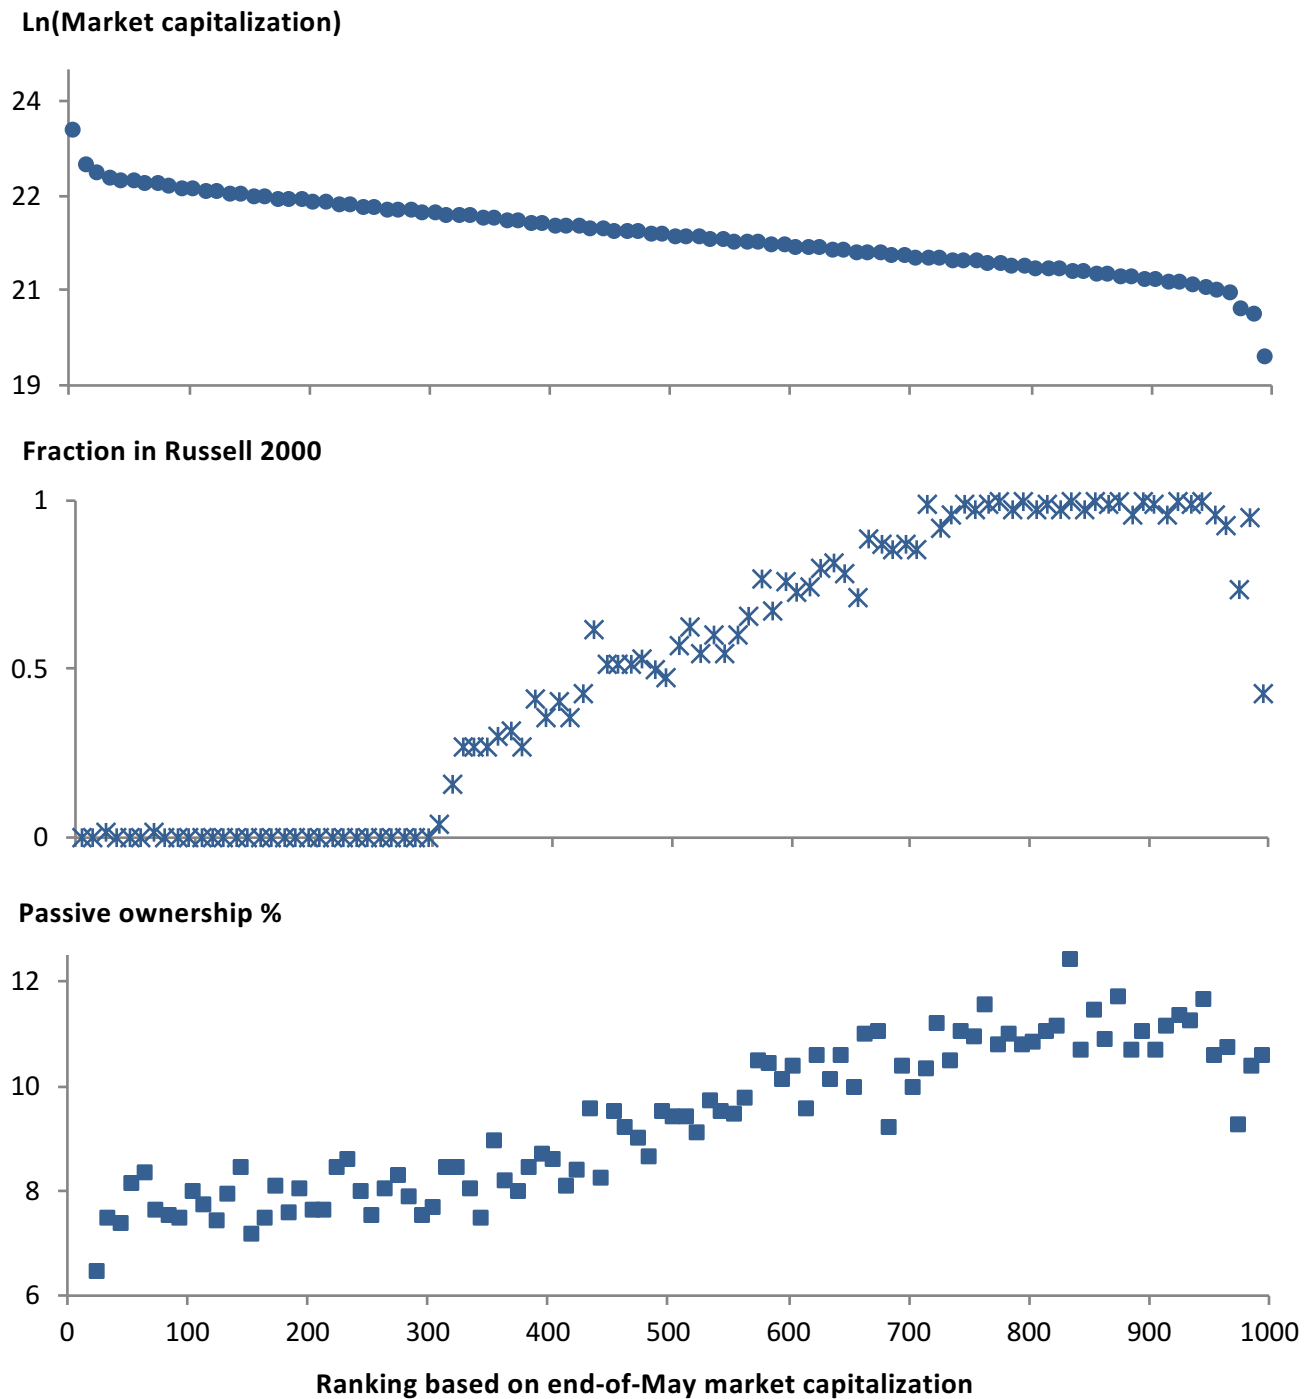 Ln(Market capitalization)
24
22
21
19
Fraction in Russell 2000
1
0.5
0
Passive ownership %
12
10
8
6
0 100 200 300 400 500 600 700 800 900 1000
Ranking based on end-of-May market capitalization